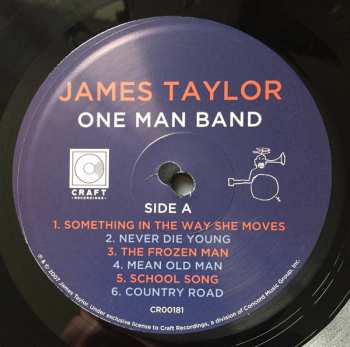 JAMES TAYLOR
ONE MAN BAND
CRAFT
RECORDINGS
SIDE A
1. SOMETHING IN THE WAY SHE MOVES
2. NEVER DIE YOUNG
3. THE FROZEN MAN
4. MEAN OLD MAN
5. SCHOOL SONG
6. COUNTRY ROAD
CR00181
℗ & © 2007 James Taylor. Under exclusive license to Craft Recordings, a division of Concord Music Group, Inc.